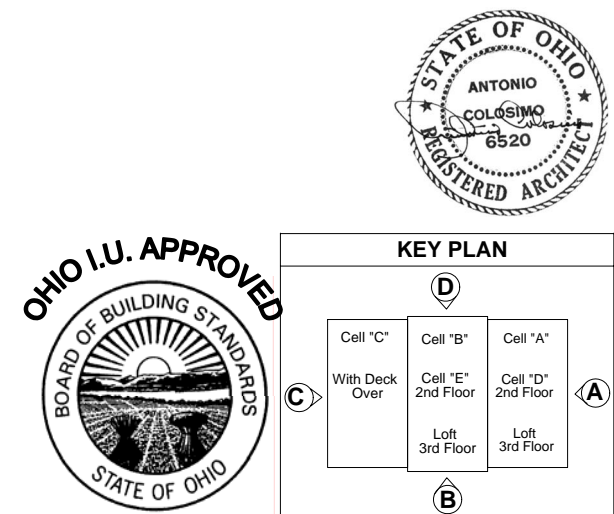 STATE OF OHIO
ANTONIO
COLOSIMO
6520
REGISTERED ARCHITECT
OHIO I.U. APPROVED
BOARD OF BUILDING STANDARDS
STATE OF OHIO
KEY PLAN
D
Cell "C"
Cell "B"
Cell "A"
With Deck
Over
Cell "E"
2nd Floor
Cell "D"
2nd Floor
C
A
Loft
3rd Floor
Loft
3rd Floor
B